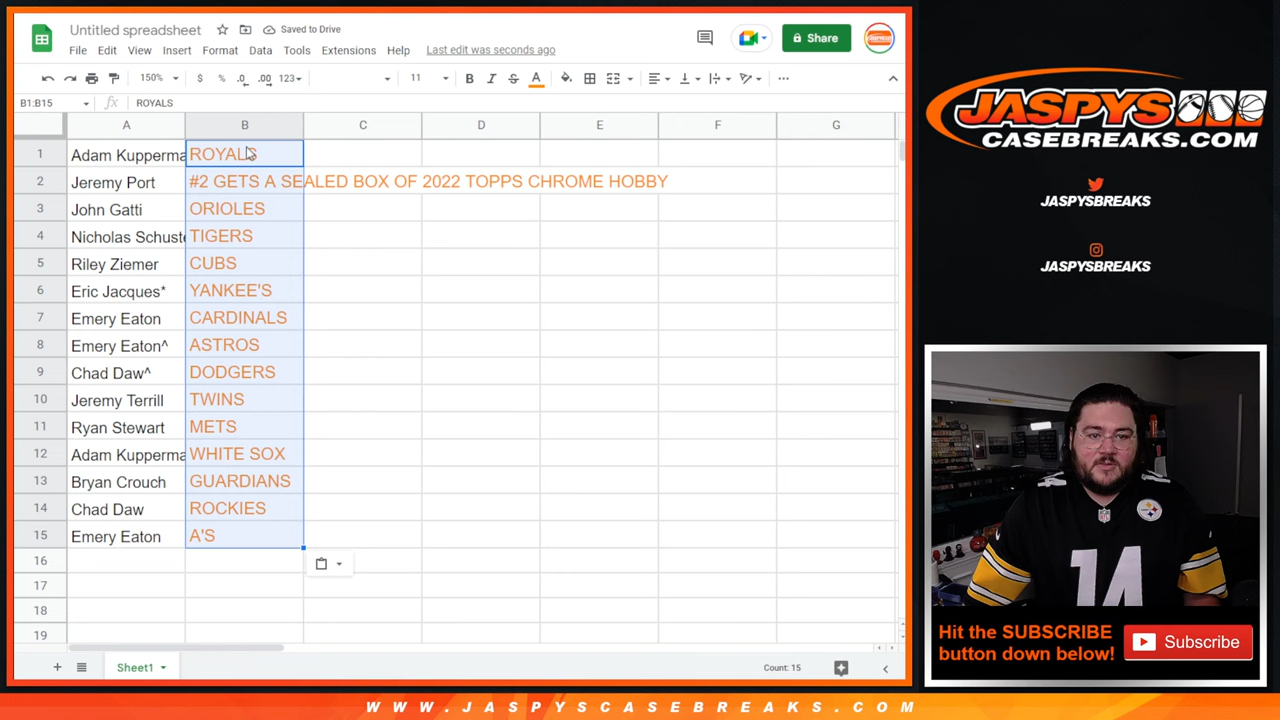 Untitled spreadsheet
Saved to Drive
File Edit View Insert Format Data Tools Extensions Help Last edit was seconds ago
Share
150% $ % .0 .00 123 11 B I S A
B1:B15 fx ROYALS
A B C D E F G
1 Adam Kupperma ROYALS
2 Jeremy Port #2 GETS A SEALED BOX OF 2022 TOPPS CHROME HOBBY
3 John Gatti ORIOLES
4 Nicholas Schuste TIGERS
5 Riley Ziemer CUBS
6 Eric Jacques* YANKEE'S
7 Emery Eaton CARDINALS
8 Emery Eaton^ ASTROS
9 Chad Daw^ DODGERS
10 Jeremy Terrill TWINS
11 Ryan Stewart METS
12 Adam Kupperma WHITE SOX
13 Bryan Crouch GUARDIANS
14 Chad Daw ROCKIES
15 Emery Eaton A'S
16
17
18
19
Sheet1
Count: 15
JASPYS
CASEBREAKS.COM
JASPYSBREAKS
JASPYSBREAKS
14
Hit the SUBSCRIBE
button down below!
Subscribe
WWW.JASPYSCASEBREAKS.COM